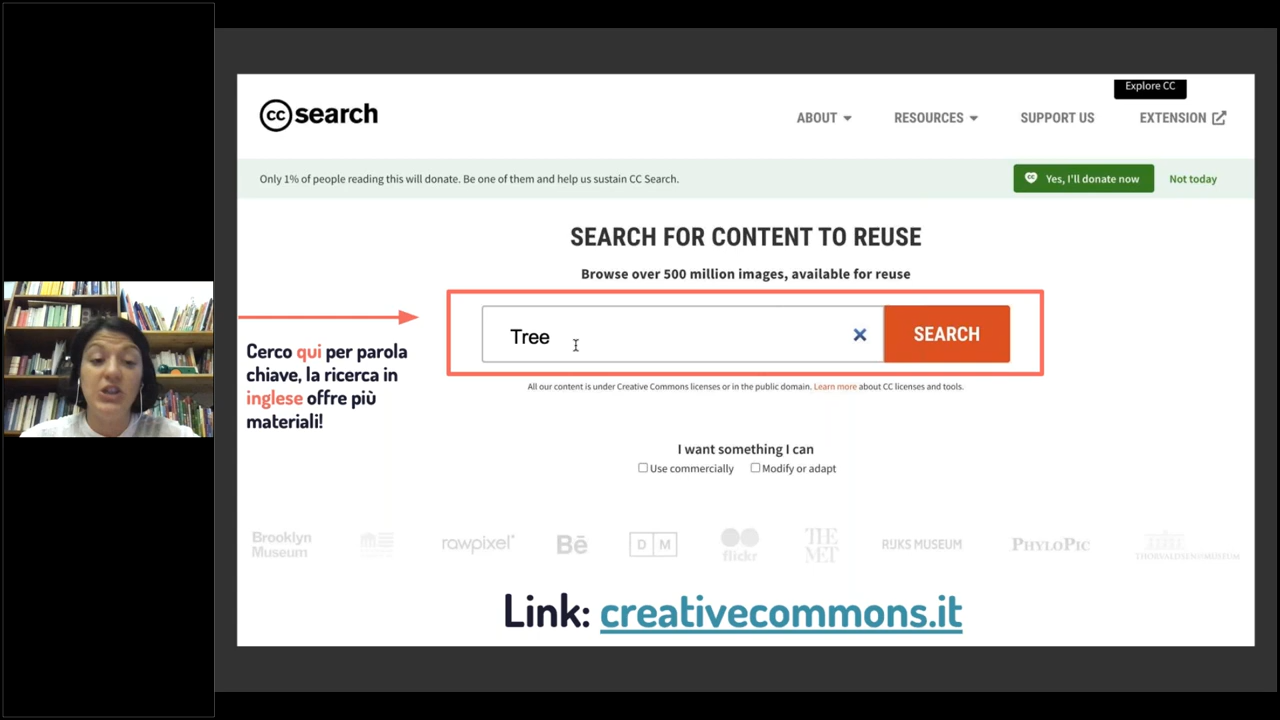 Explore CC
cc search
ABOUT
RESOURCES
SUPPORT US
EXTENSION
Only 1% of people reading this will donate. Be one of them and help us sustain CC Search.
Yes, I'll donate now
Not today
SEARCH FOR CONTENT TO REUSE
Browse over 500 million images, available for reuse
Tree
SEARCH
Cerco qui per parola
chiave, la ricerca in
inglese offre più
materiali!
All our content is under Creative Commons licenses or in the public domain. Learn more about CC licenses and tools.
I want something I can
Use commercially
Modify or adapt
Brooklyn
Museum
rawpixel
Bē
D M
flickr
THE
MET
RIJKS MUSEUM
PHYLOPIC
THORVALDSENS MUSEUM
Link: creativecommons.it